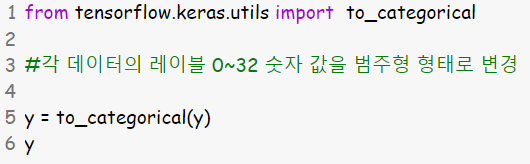 1 from tensorflow.keras.utils import  to_categorical
2
3 #각 데이터의 레이블 0~32 숫자 값을 범주형 형태로 변경
4
5 y = to_categorical(y)
6 y